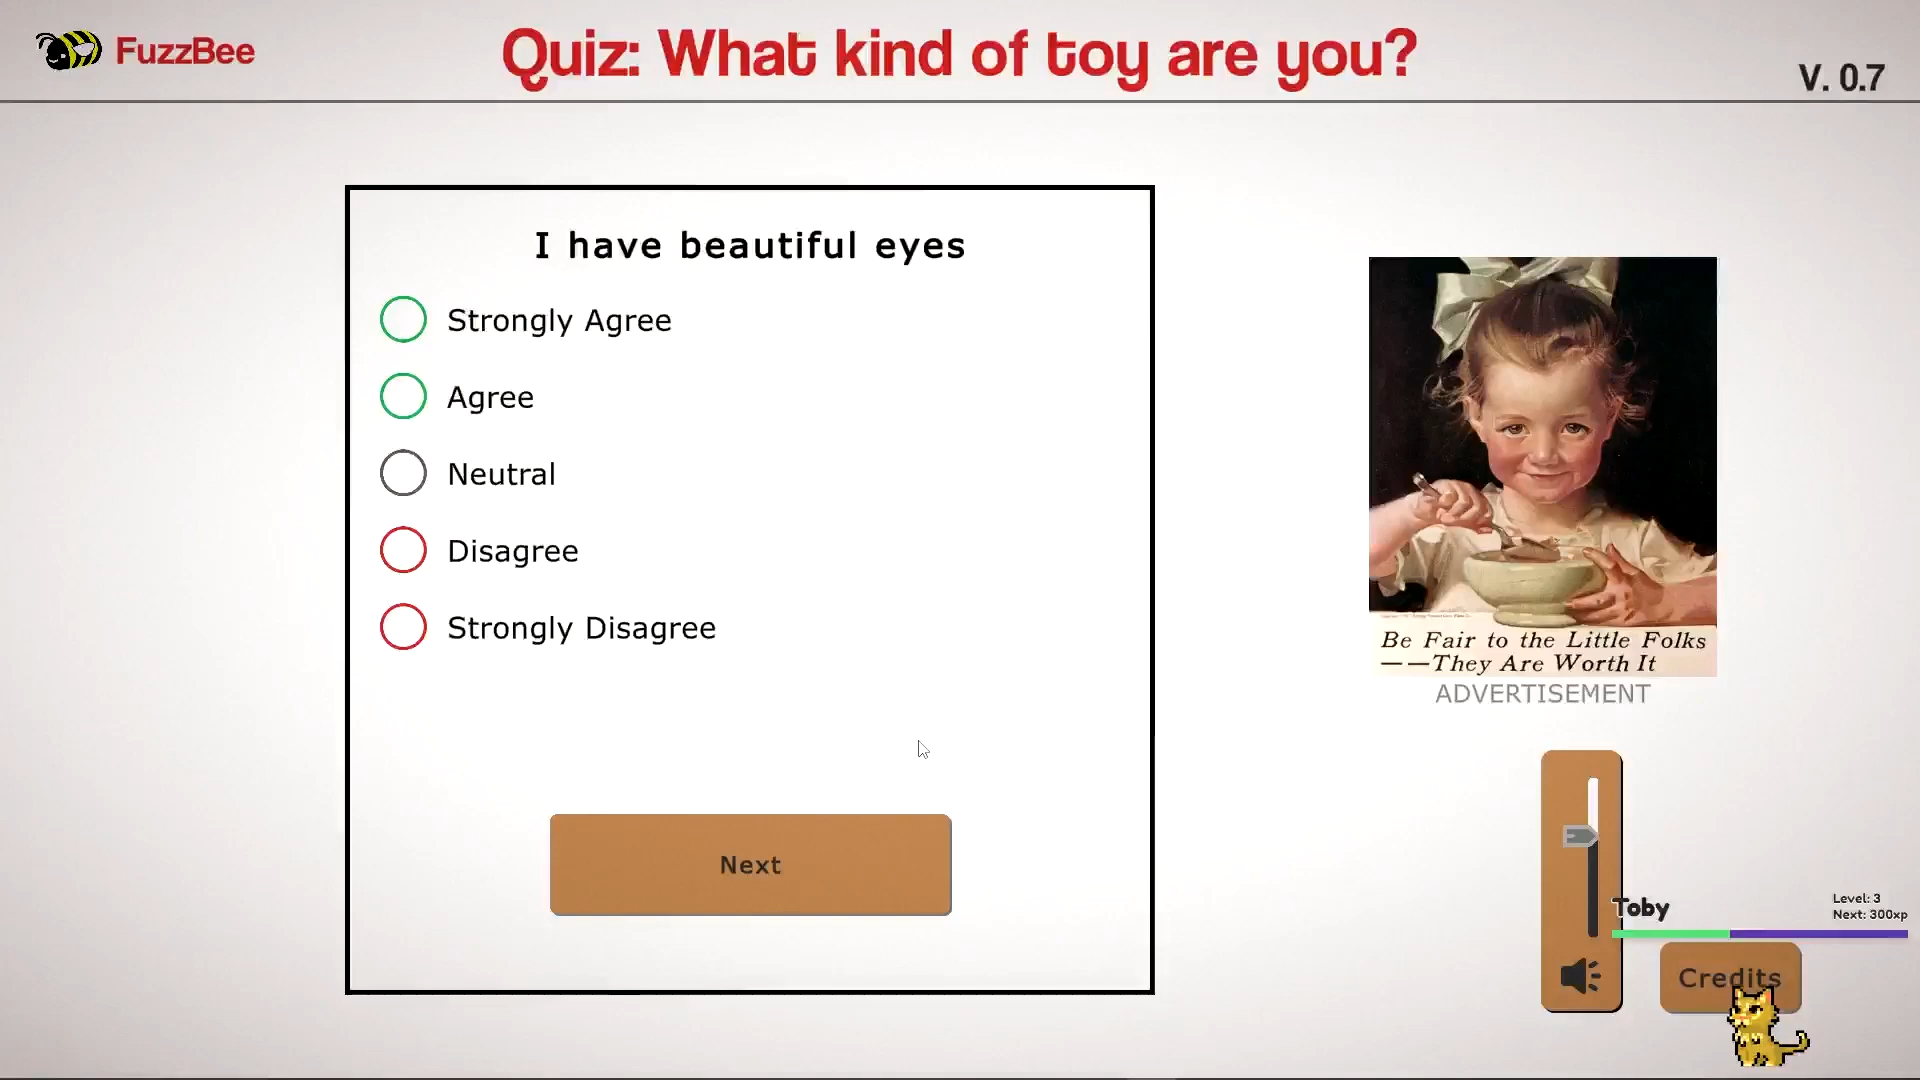 FuzzBee
Quiz: What kind of toy are you?
V. 0.7
I have beautiful eyes
Strongly Agree
Agree
Neutral
Disagree
Strongly Disagree
Next
Be Fair to the Little Folks
——They Are Worth It
ADVERTISEMENT
Toby
Level: 3
Next: 300xp
Credits